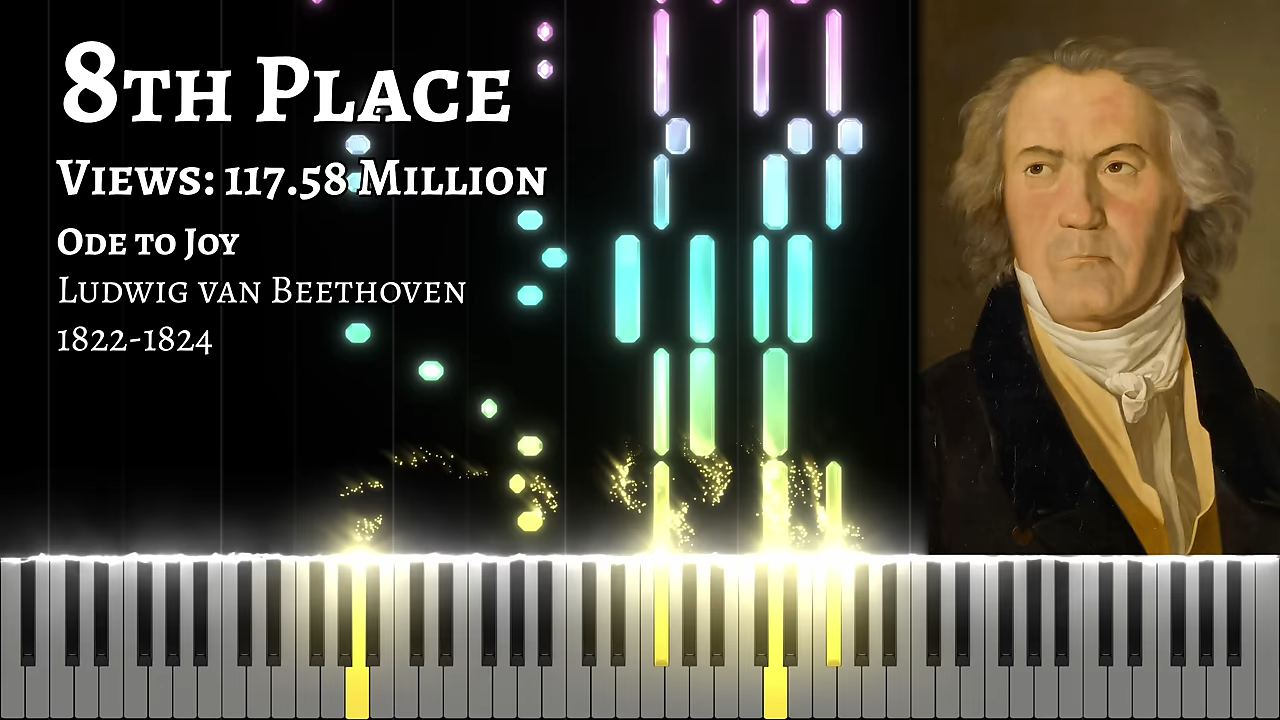 8th Place
Views: 117.58 Million
Ode to Joy
Ludwig van Beethoven
1822-1824